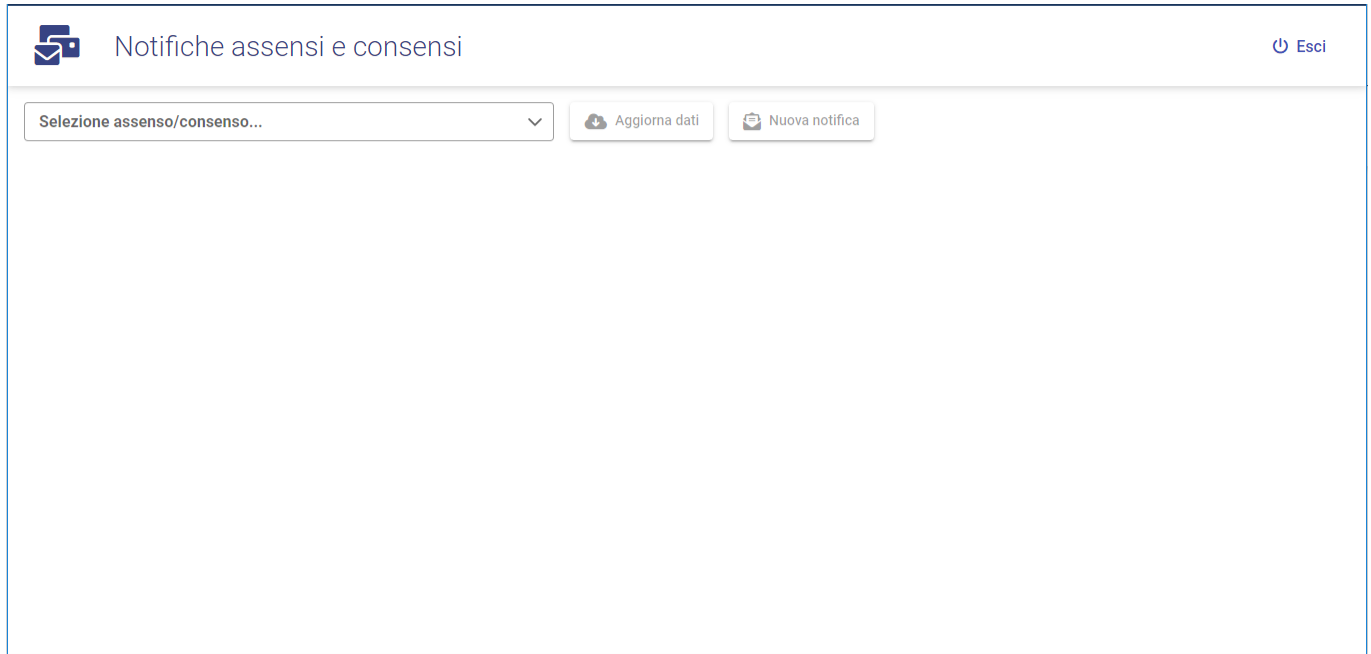 Notifiche assensi e consensi
Esci
Selezione assenso/consenso...
Aggiorna dati
Nuova notifica